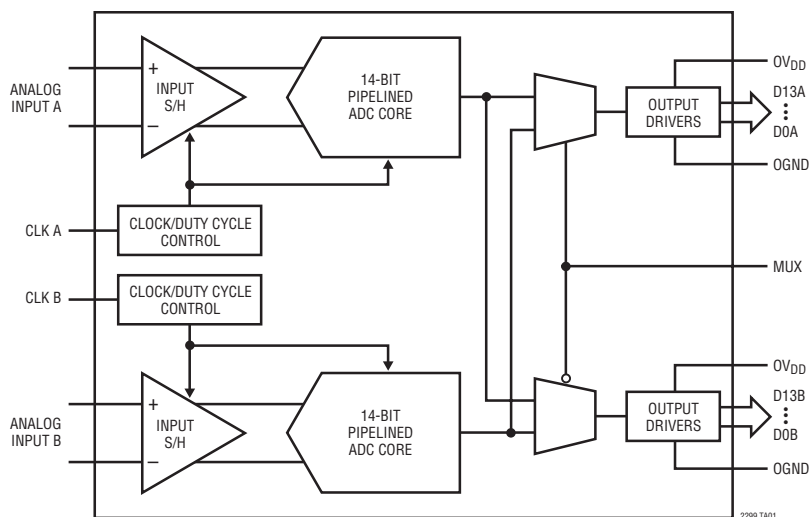 ANALOG
INPUT A
+
−
INPUT
S/H
14-BIT
PIPELINED
ADC CORE
OUTPUT
DRIVERS
OVDD
D13A
D0A
OGND
CLK A
CLOCK/DUTY CYCLE
CONTROL
MUX
CLK B
CLOCK/DUTY CYCLE
CONTROL
ANALOG
INPUT B
+
−
INPUT
S/H
14-BIT
PIPELINED
ADC CORE
OUTPUT
DRIVERS
OVDD
D13B
D0B
OGND
2299 TA01